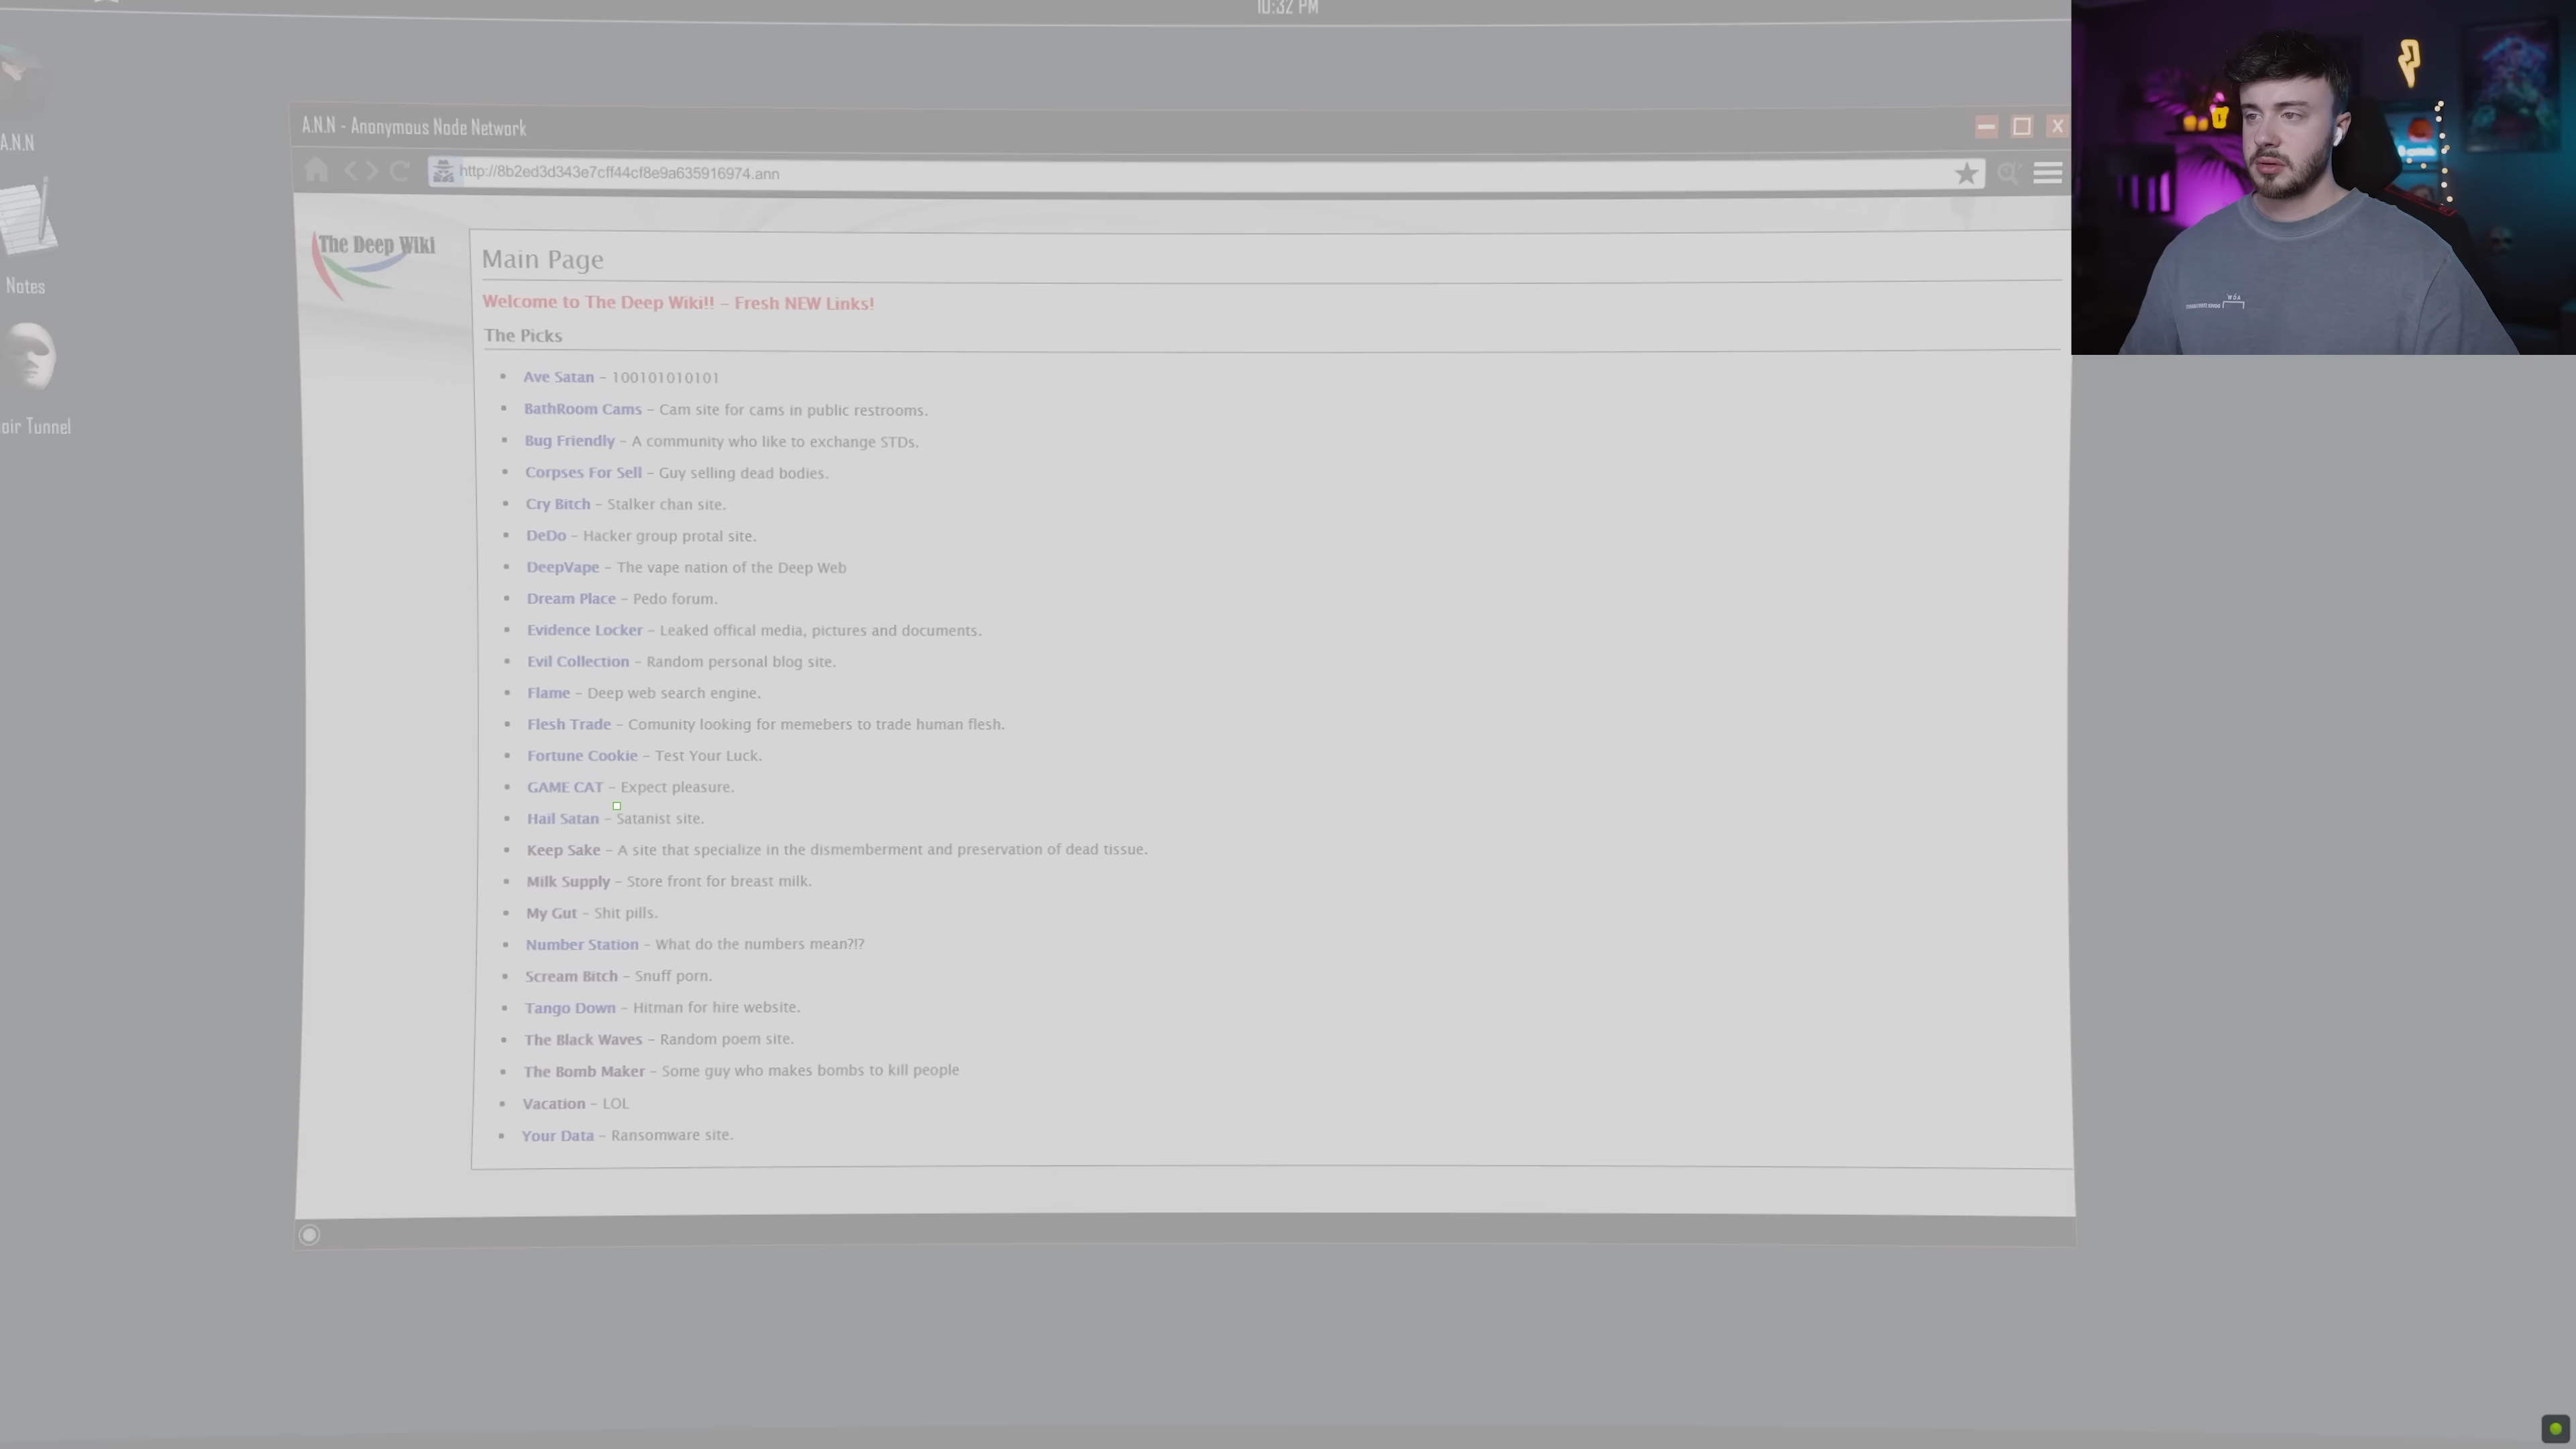 10:32 PM
A.N.N
Notes
oir Tunnel
A.N.N - Anonymous Node Network
http://8b2ed3d343e7cff44cf8e9a635916974.ann
The Deep Wiki
Main Page
Welcome to The Deep Wiki!! – Fresh NEW Links!
The Picks
Ave Satan – 100101010101
BathRoom Cams – Cam site for cams in public restrooms.
Bug Friendly – A community who like to exchange STDs.
Corpses For Sell – Guy selling dead bodies.
Cry Bitch – Stalker chan site.
DeDo – Hacker group protal site.
DeepVape – The vape nation of the Deep Web
Dream Place – Pedo forum.
Evidence Locker – Leaked offical media, pictures and documents.
Evil Collection – Random personal blog site.
Flame – Deep web search engine.
Flesh Trade – Comunity looking for memebers to trade human flesh.
Fortune Cookie – Test Your Luck.
GAME CAT – Expect pleasure.
Hail Satan – Satanist site.
Keep Sake – A site that specialize in the dismemberment and preservation of dead tissue.
Milk Supply – Store front for breast milk.
My Gut – Shit pills.
Number Station – What do the numbers mean?!?
Scream Bitch – Snuff porn.
Tango Down – Hitman for hire website.
The Black Waves – Random poem site.
The Bomb Maker – Some guy who makes bombs to kill people
Vacation – LOL
Your Data – Ransomware site.